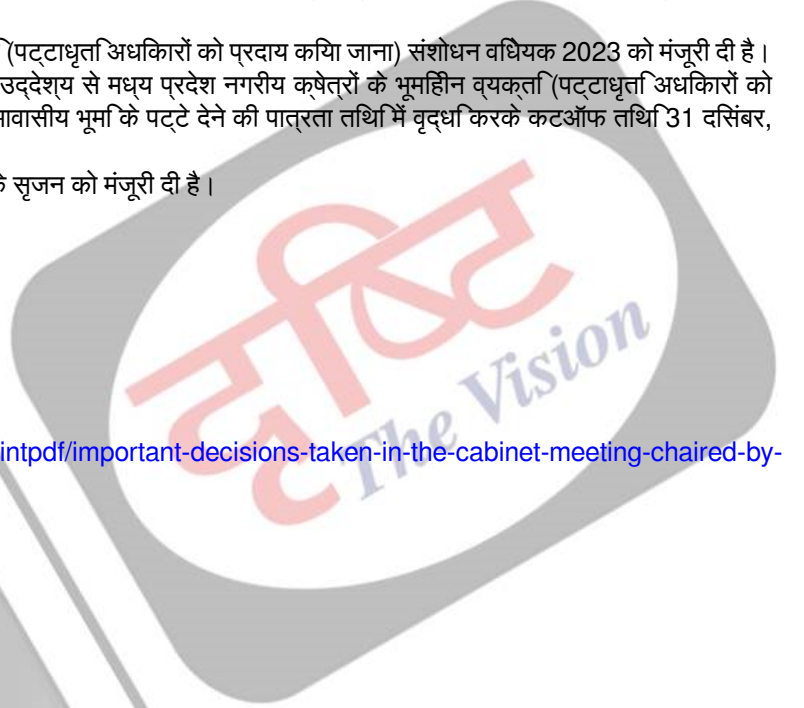 (पट्टाधृति अधिकारों को प्रदाय किया जाना) संशोधन विधेयक 2023 को मंजूरी दी है।
उद्देश्य से मध्य प्रदेश नगरीय क्षेत्रों के भूमिहीन व्यक्ति (पट्टाधृति अधिकारों को
आवासीय भूमि के पट्टे देने की पात्रता तिथि में वृद्धि करके कटऑफ तिथि 31 दिसंबर,
के सृजन को मंजूरी दी है।
दृष्टि
The Vision
intpdf/important-decisions-taken-in-the-cabinet-meeting-chaired-by-